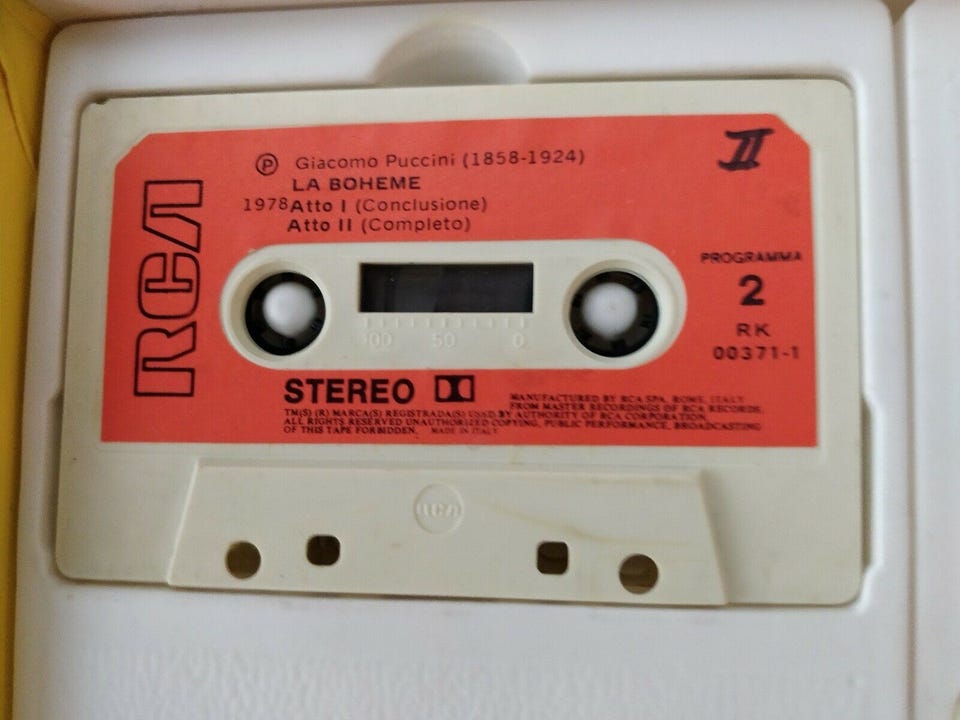 RCA
Ⓟ Giacomo Puccini (1858-1924)
LA BOHEME
1978 Atto I (Conclusione)
Atto II (Completo)
II
PROGRAMMA
2
RK
00371-1
100 50 0
STEREO
MANUFACTURED BY RCA SPA, ROME, ITALY
FROM MASTER RECORDINGS OF RCA RECORDS,
TM(S) (R) MARCA(S) REGISTRADA(S) USED BY AUTHORITY OF RCA CORPORATION
ALL RIGHTS RESERVED UNAUTHORIZED COPYING, PUBLIC PERFORMANCE, BROADCASTING
OF THIS TAPE FORBIDDEN. MADE IN ITALY
RCA